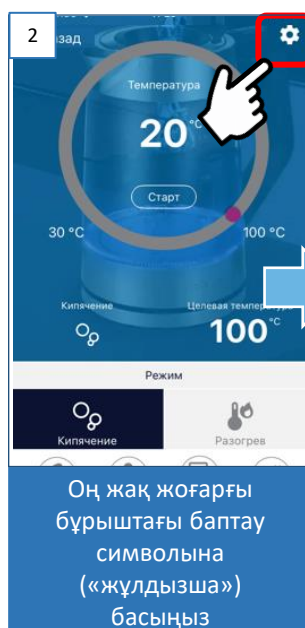 2
зад
Температура
20°C
Старт
30 °C
100 °C
Кипячение
Целевая температура
100°C
Режим
Кипячение
Разогрев
Оң жақ жоғарғы
бұрыштағы баптау
символына
(«жұлдызша»)
басыңыз